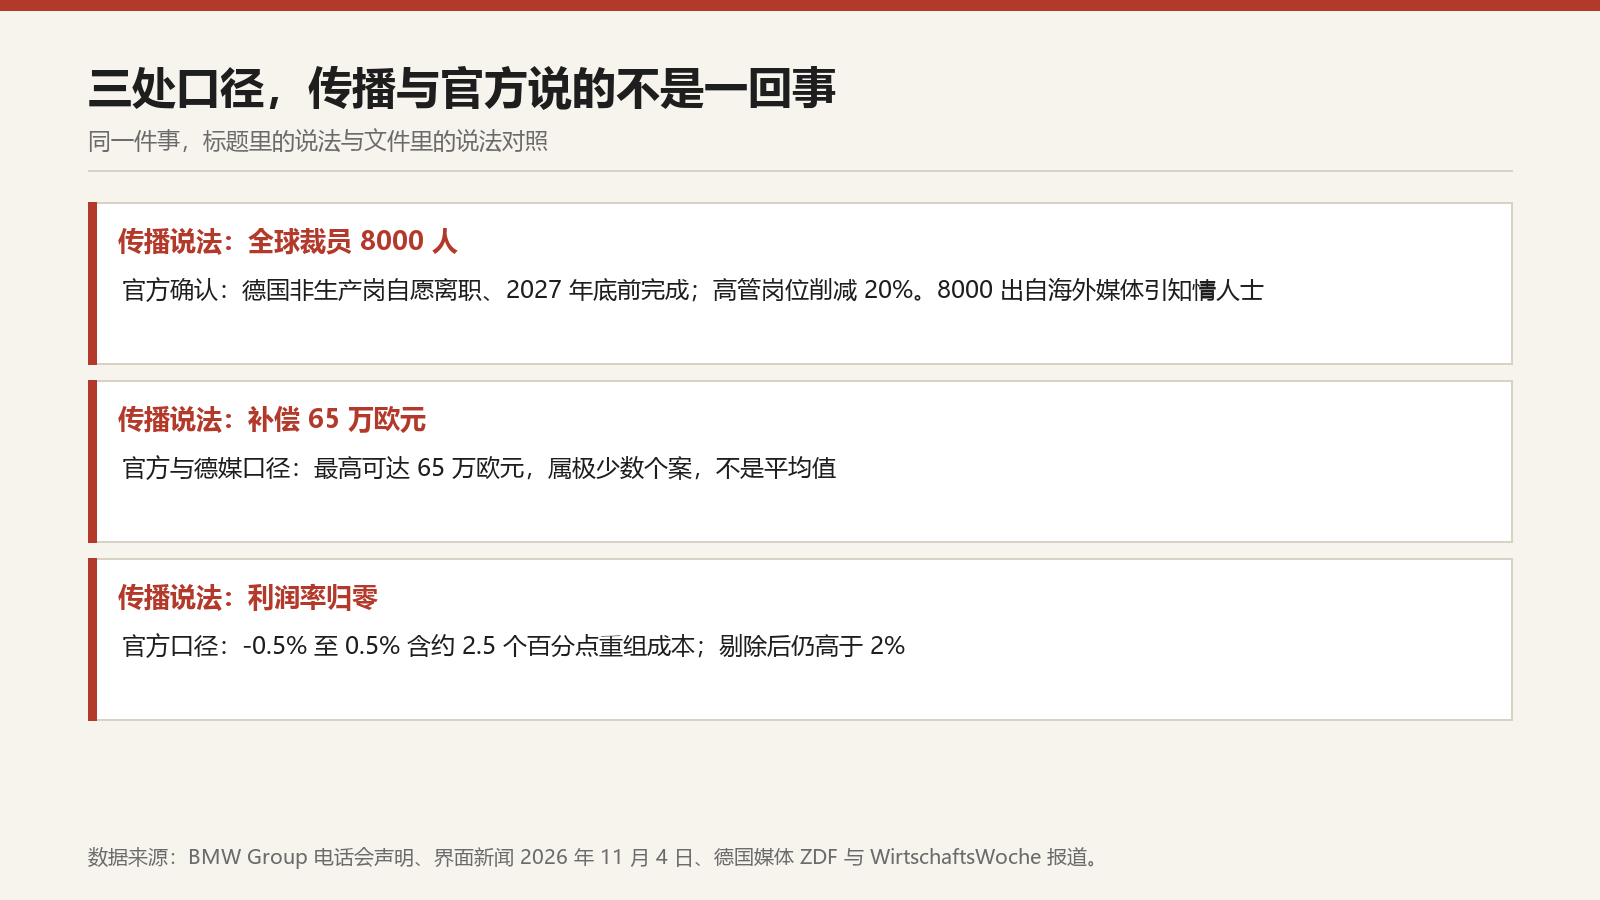 三处口径，传播与官方说的不是一回事
同一件事，标题里的说法与文件里的说法对照
传播说法：全球裁员 8000 人
官方确认：德国非生产岗自愿离职、2027 年底前完成；高管岗位削减 20%。8000 出自海外媒体引知情人士
传播说法：补偿 65 万欧元
官方与德媒口径：最高可达 65 万欧元，属极少数个案，不是平均值
传播说法：利润率归零
官方口径：-0.5% 至 0.5% 含约 2.5 个百分点重组成本；剔除后仍高于 2%
数据来源：BMW Group 电话会声明、界面新闻 2026 年 11 月 4 日、德国媒体 ZDF 与 WirtschaftsWoche 报道。